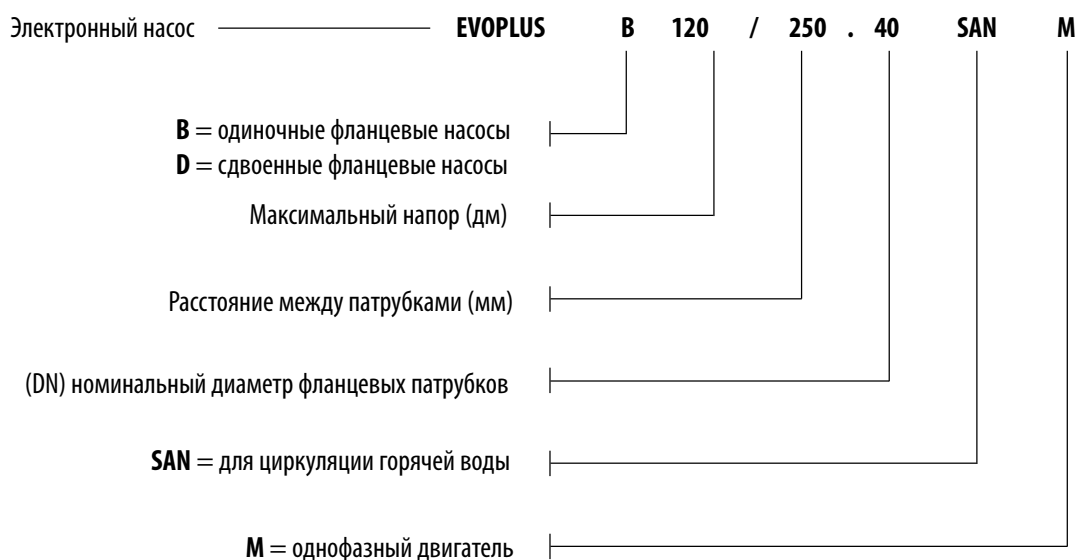 Электронный насос EVOPLUS B 120 / 250 . 40 SAN M
B = одиночные фланцевые насосы
D = сдвоенные фланцевые насосы
Максимальный напор (дм)
Расстояние между патрубками (мм)
(DN) номинальный диаметр фланцевых патрубков
SAN = для циркуляции горячей воды
M = однофазный двигатель